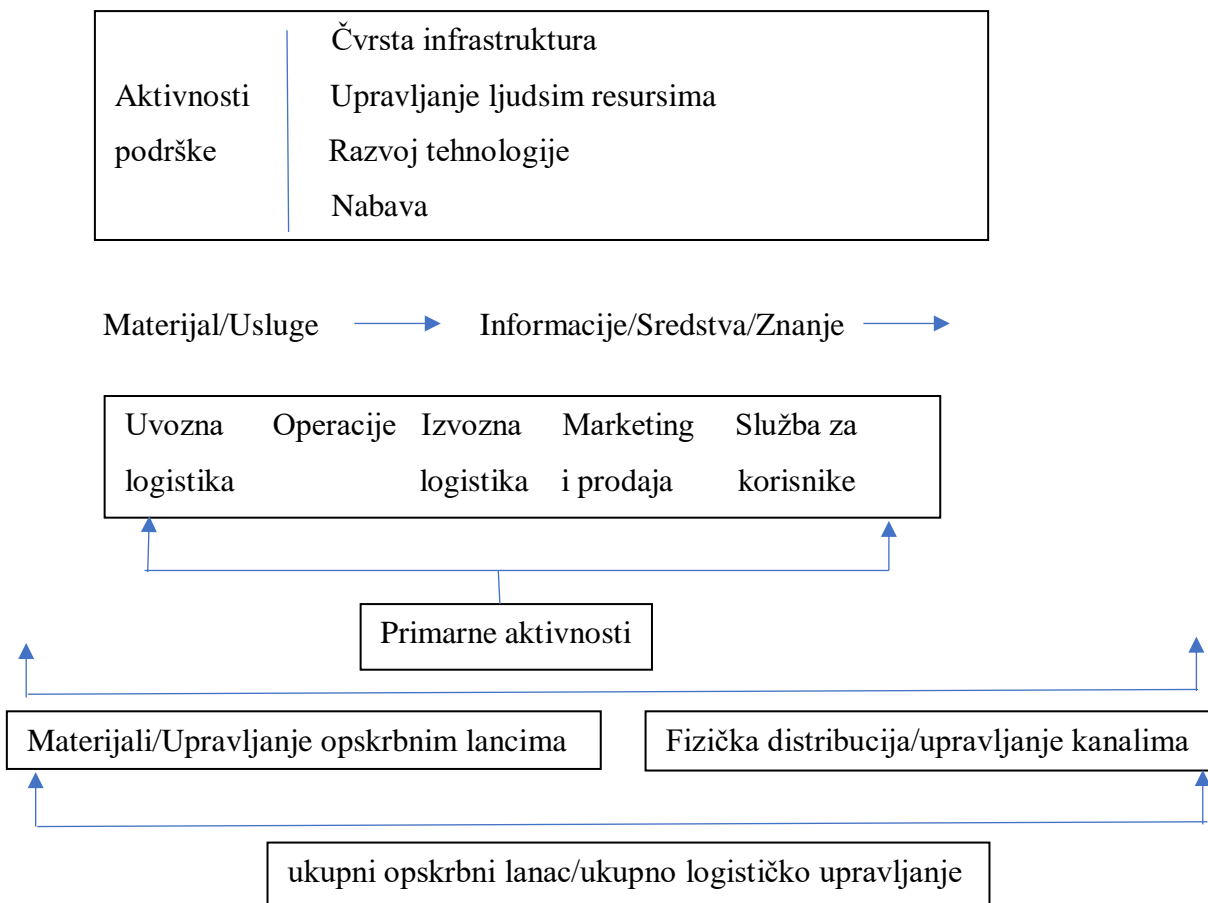 Čvrsta infrastruktura
Aktivnosti Upravljanje ljudsim resursima
podrške Razvoj tehnologije
Nabava
Materijal/Usluge Informacije/Sredstva/Znanje
Uvozna Operacije Izvozna Marketing Služba za
logistika logistika i prodaja korisnike
Primarne aktivnosti
Materijali/Upravljanje opskrbnim lancima Fizička distribucija/upravljanje kanalima
ukupni opskrbni lanac/ukupno logističko upravljanje